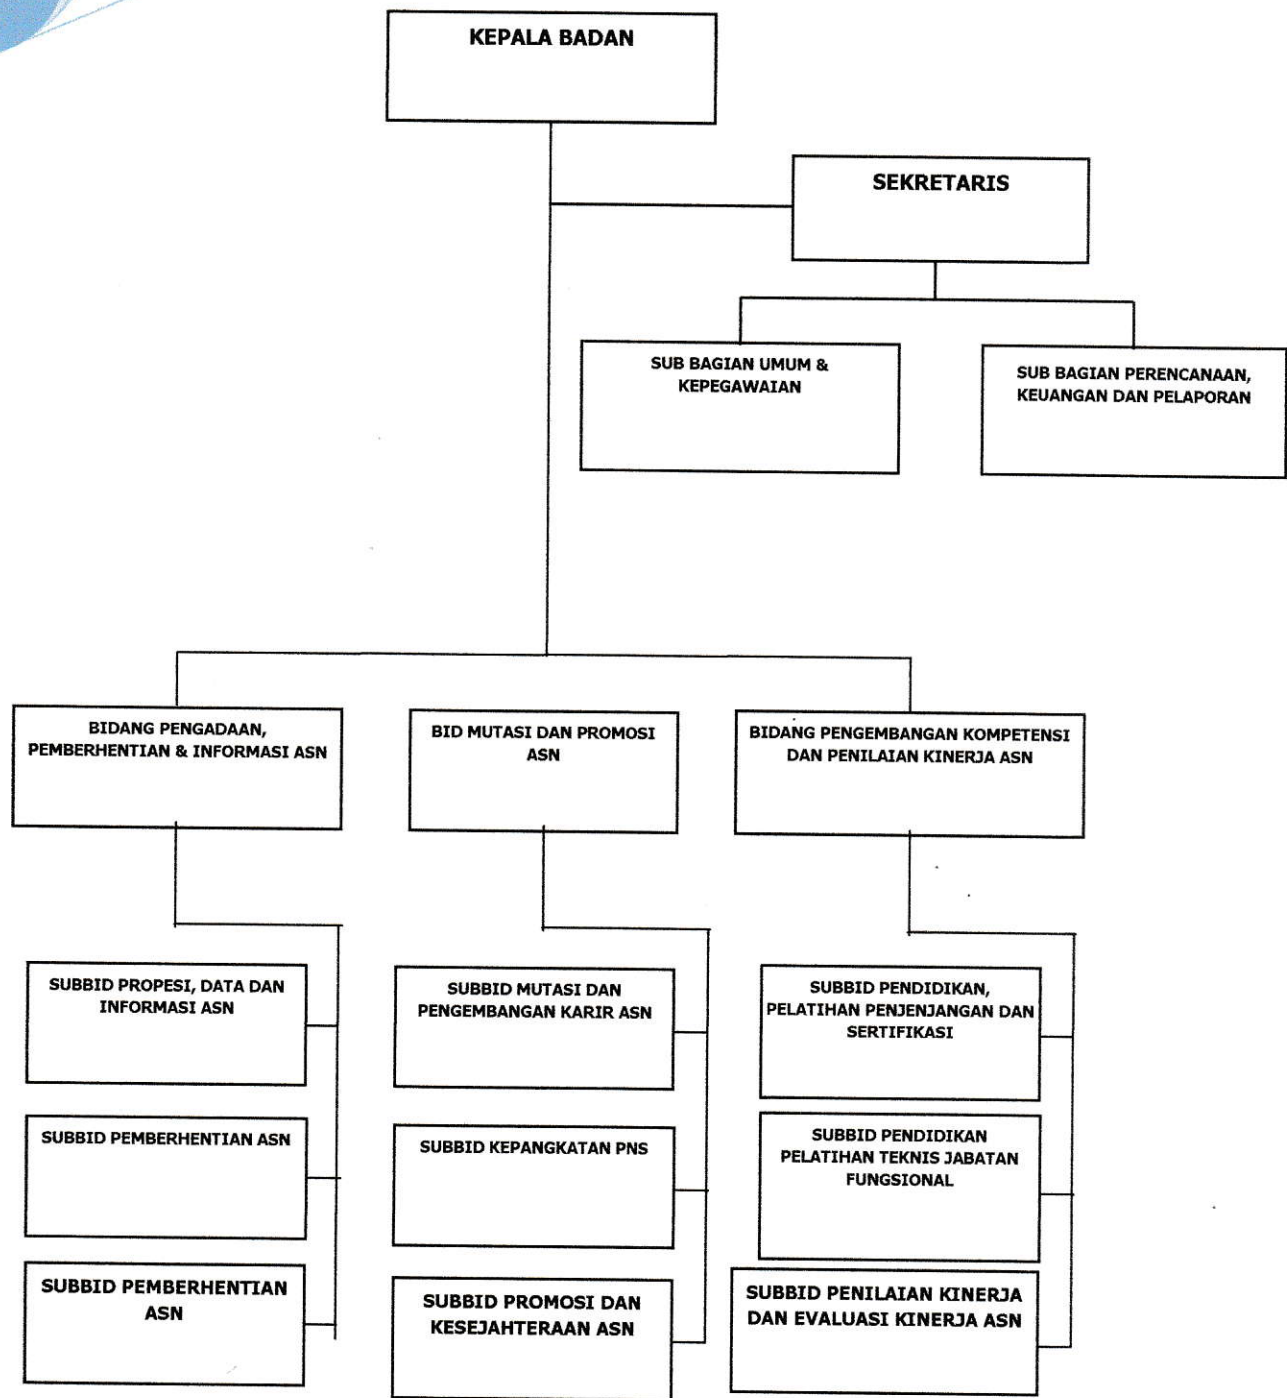 KEPALA BADAN
SEKRETARIS
SUB BAGIAN UMUM &
KEPEGAWAIAN
SUB BAGIAN PERENCANAAN,
KEUANGAN DAN PELAPORAN
BIDANG PENGADAAN,
PEMBERHENTIAN & INFORMASI ASN
BID MUTASI DAN PROMOSI
ASN
BIDANG PENGEMBANGAN KOMPETENSI
DAN PENILAIAN KINERJA ASN
SUBBID PROPESI, DATA DAN
INFORMASI ASN
SUBBID PEMBERHENTIAN ASN
SUBBID PEMBERHENTIAN
ASN
SUBBID MUTASI DAN
PENGEMBANGAN KARIR ASN
SUBBID KEPANGKATAN PNS
SUBBID PROMOSI DAN
KESEJAHTERAAN ASN
SUBBID PENDIDIKAN,
PELATIHAN PENJENJANGAN DAN
SERTIFIKASI
SUBBID PENDIDIKAN
PELATIHAN TEKNIS JABATAN
FUNGSIONAL
SUBBID PENILAIAN KINERJA
DAN EVALUASI KINERJA ASN